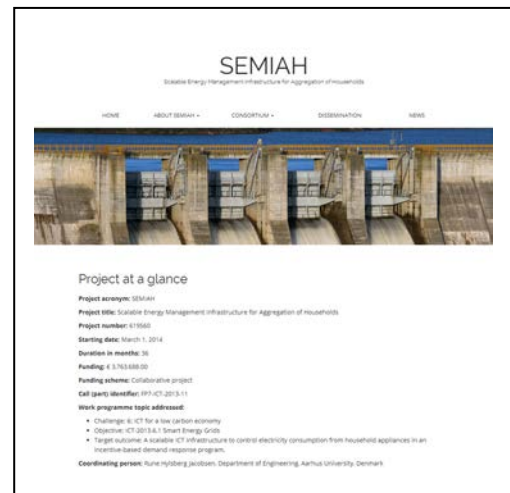 SEMIAH
Scalable Energy Management Infrastructure for Aggregation of Households
HOME ABOUT SEMIAH CONSORTIUM DISSEMINATION NEWS
Project at a glance
Project acronym: SEMIAH
Project title: Scalable Energy Management Infrastructure for Aggregation of Households
Project number: 619560
Starting date: March 1, 2014
Duration in months: 36
Funding: € 3.763.688.00
Funding scheme: Collaborative project
Call (part) identifier: FP7-ICT-2013-11
Work programme topic addressed:
• Challenge: 6: ICT for a low carbon economy
• Objective: ICT-2013.6.1 Smart Energy Grids
• Target outcome: A scalable ICT infrastructure to control electricity consumption from household appliances in an
incentive-based demand response program.
Coordinating person: Rune Hylsberg Jacobsen, Department of Engineering, Aarhus University, Denmark